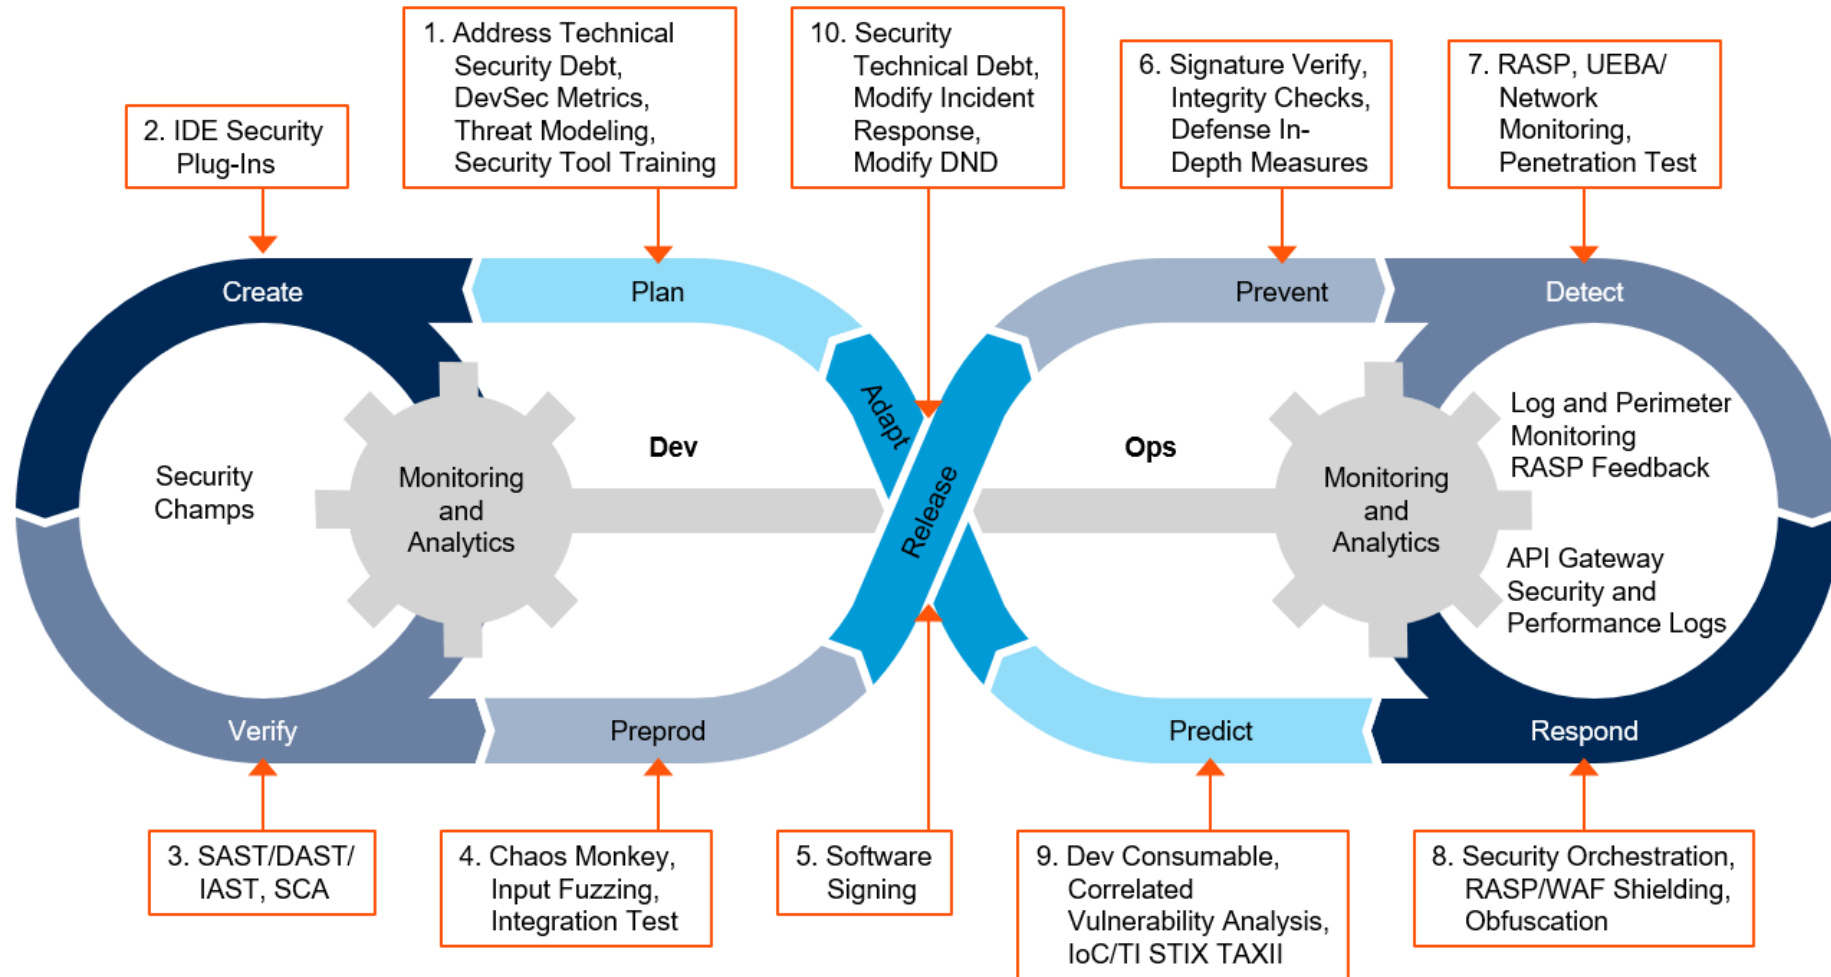 1. Address Technical
Security Debt,
DevSec Metrics,
Threat Modeling,
Security Tool Training
10. Security
Technical Debt,
Modify Incident
Response,
Modify DND
6. Signature Verify,
Integrity Checks,
Defense In-
Depth Measures
7. RASP, UEBA/
Network
Monitoring,
Penetration Test
2. IDE Security
Plug-Ins
Create
Plan
Prevent
Detect
Adapt
Release
Dev
Ops
Security
Champs
Monitoring
and
Analytics
Monitoring
and
Analytics
Log and Perimeter
Monitoring
RASP Feedback
API Gateway
Security and
Performance Logs
Verify
Preprod
Predict
Respond
3. SAST/DAST/
IAST, SCA
4. Chaos Monkey,
Input Fuzzing,
Integration Test
5. Software
Signing
9. Dev Consumable,
Correlated
Vulnerability Analysis,
IoC/TI STIX TAXII
8. Security Orchestration,
RASP/WAF Shielding,
Obfuscation